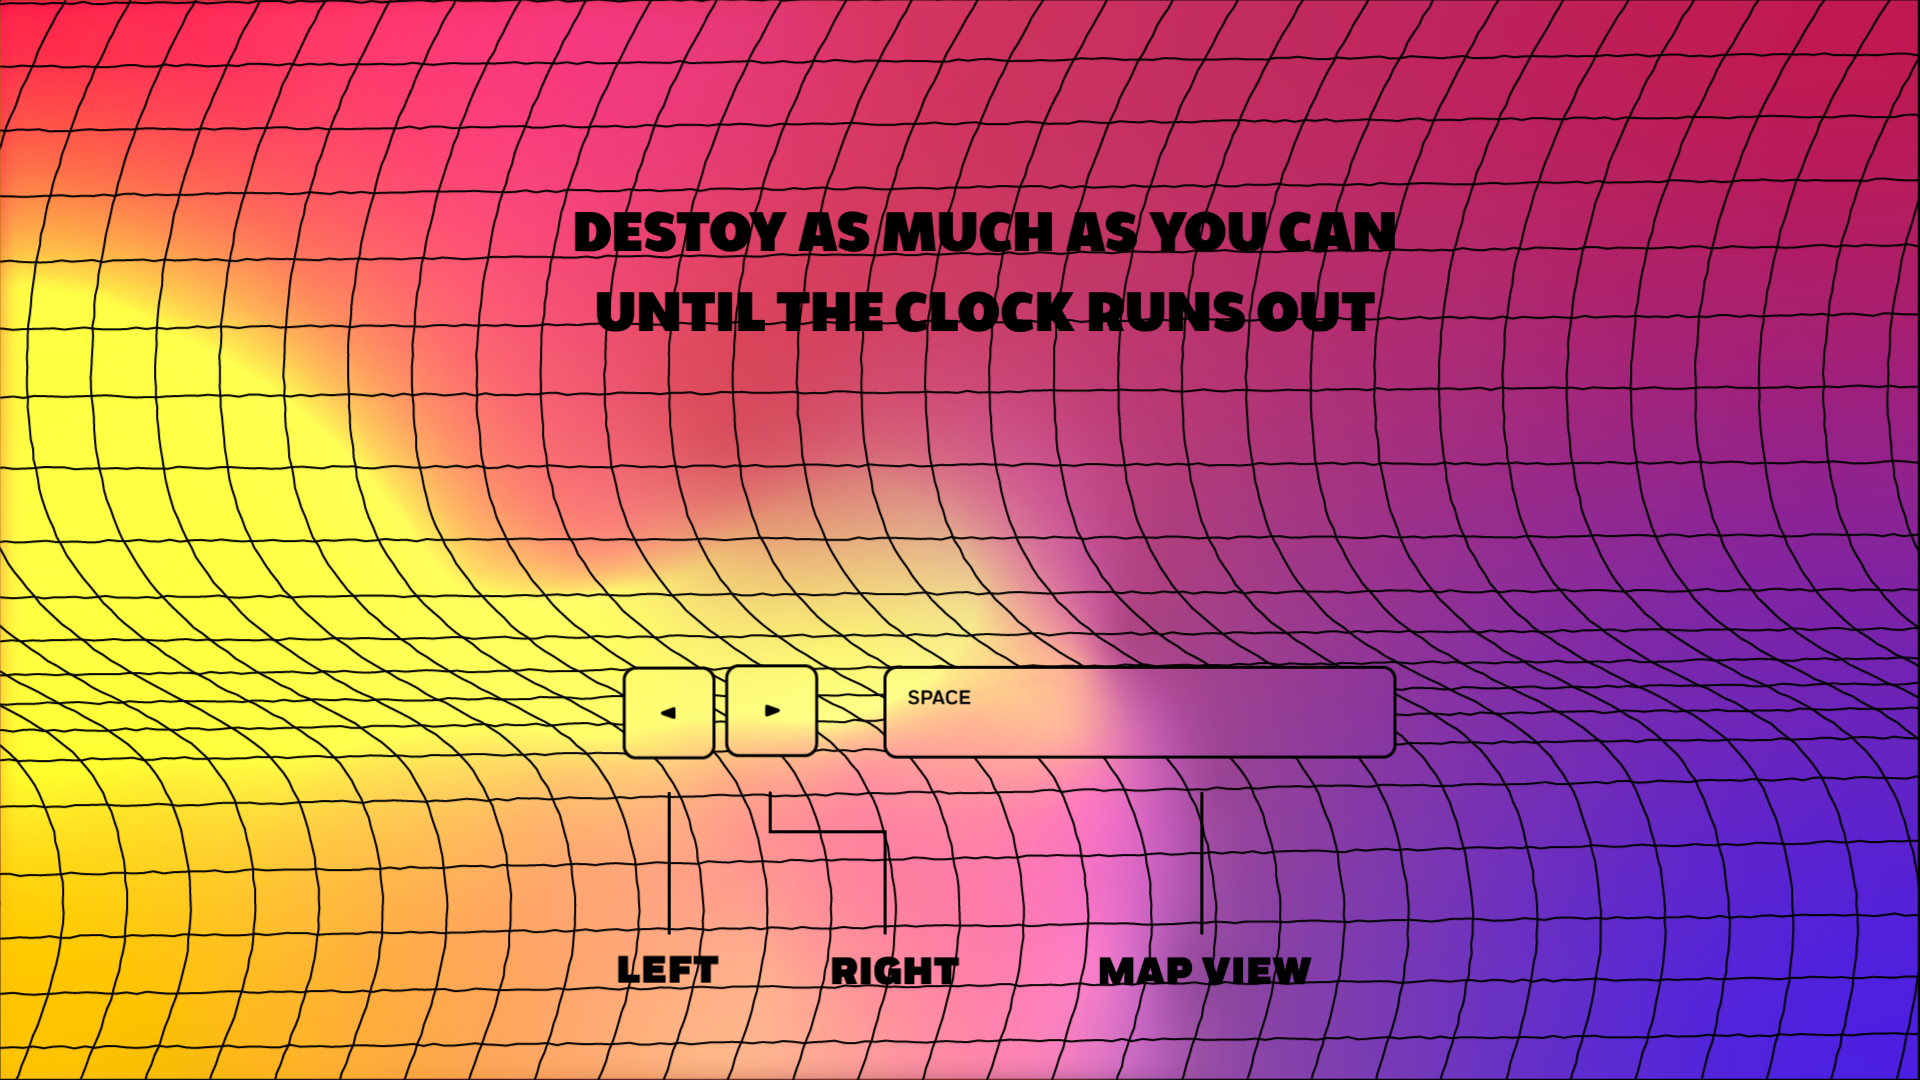 DESTOY AS MUCH AS YOU CAN
UNTIL THE CLOCK RUNS OUT
SPACE
LEFT RIGHT MAP VIEW